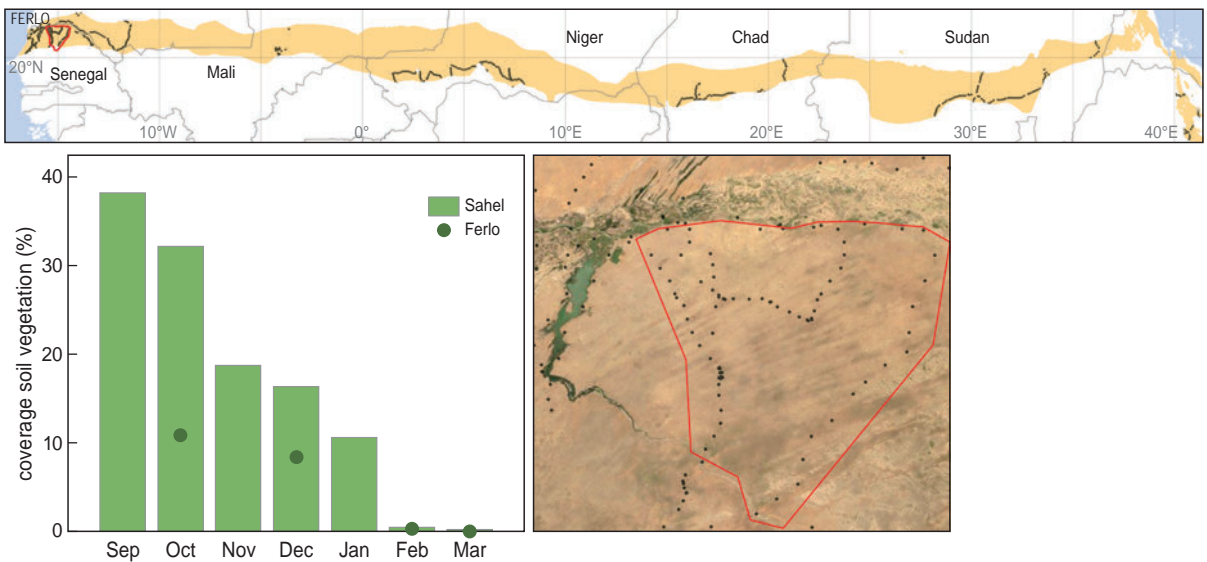 FERLO
20°N
Senegal
Mali
Niger
Chad
Sudan
10°W
0°
10°E
20°E
30°E
40°E
coverage soil vegetation (%)
40
30
20
10
0
Sahel
Ferlo
Sep Oct Nov Dec Jan Feb Mar